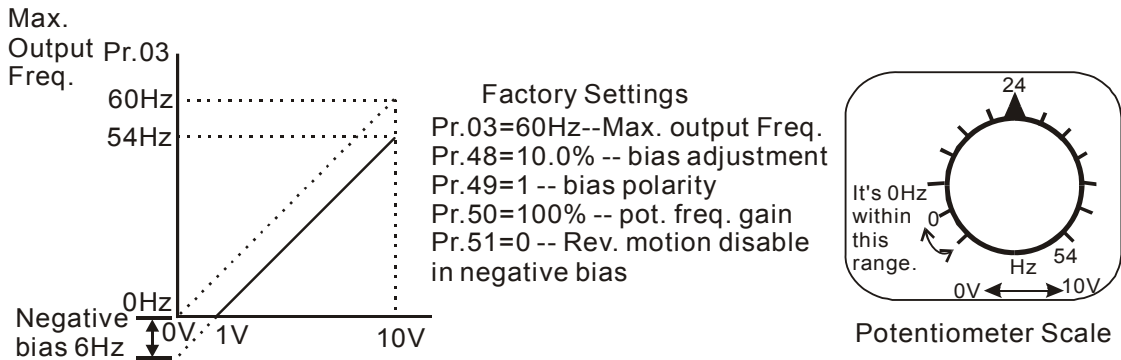 Max.
Output Pr.03
Freq.
60Hz
54Hz
0Hz
Negative
bias 6Hz
0V 1V 10V
Factory Settings
Pr.03=60Hz--Max. output Freq.
Pr.48=10.0% -- bias adjustment
Pr.49=1 -- bias polarity
Pr.50=100% -- pot. freq. gain
Pr.51=0 -- Rev. motion disable
in negative bias
24
It's 0Hz
within 0
this
range.
54
Hz
0V 10V
Potentiometer Scale